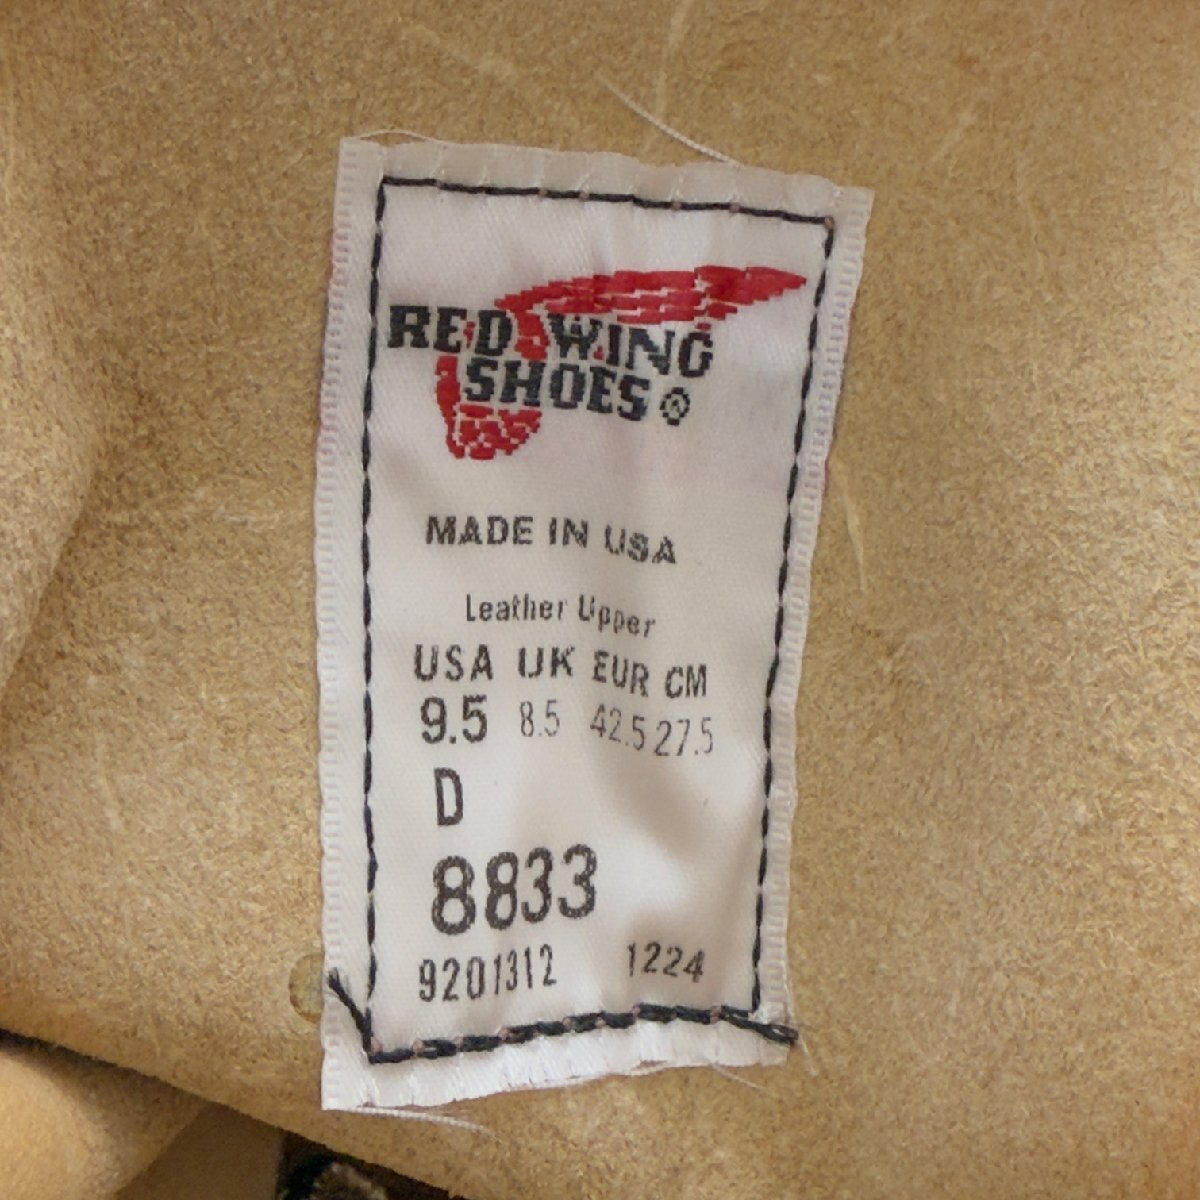 RED WING
SHOES ®
MADE IN USA
Leather Upper
USA UK EUR CM
9.5 8.5 42.5 27.5
D
8833
9201312 1224